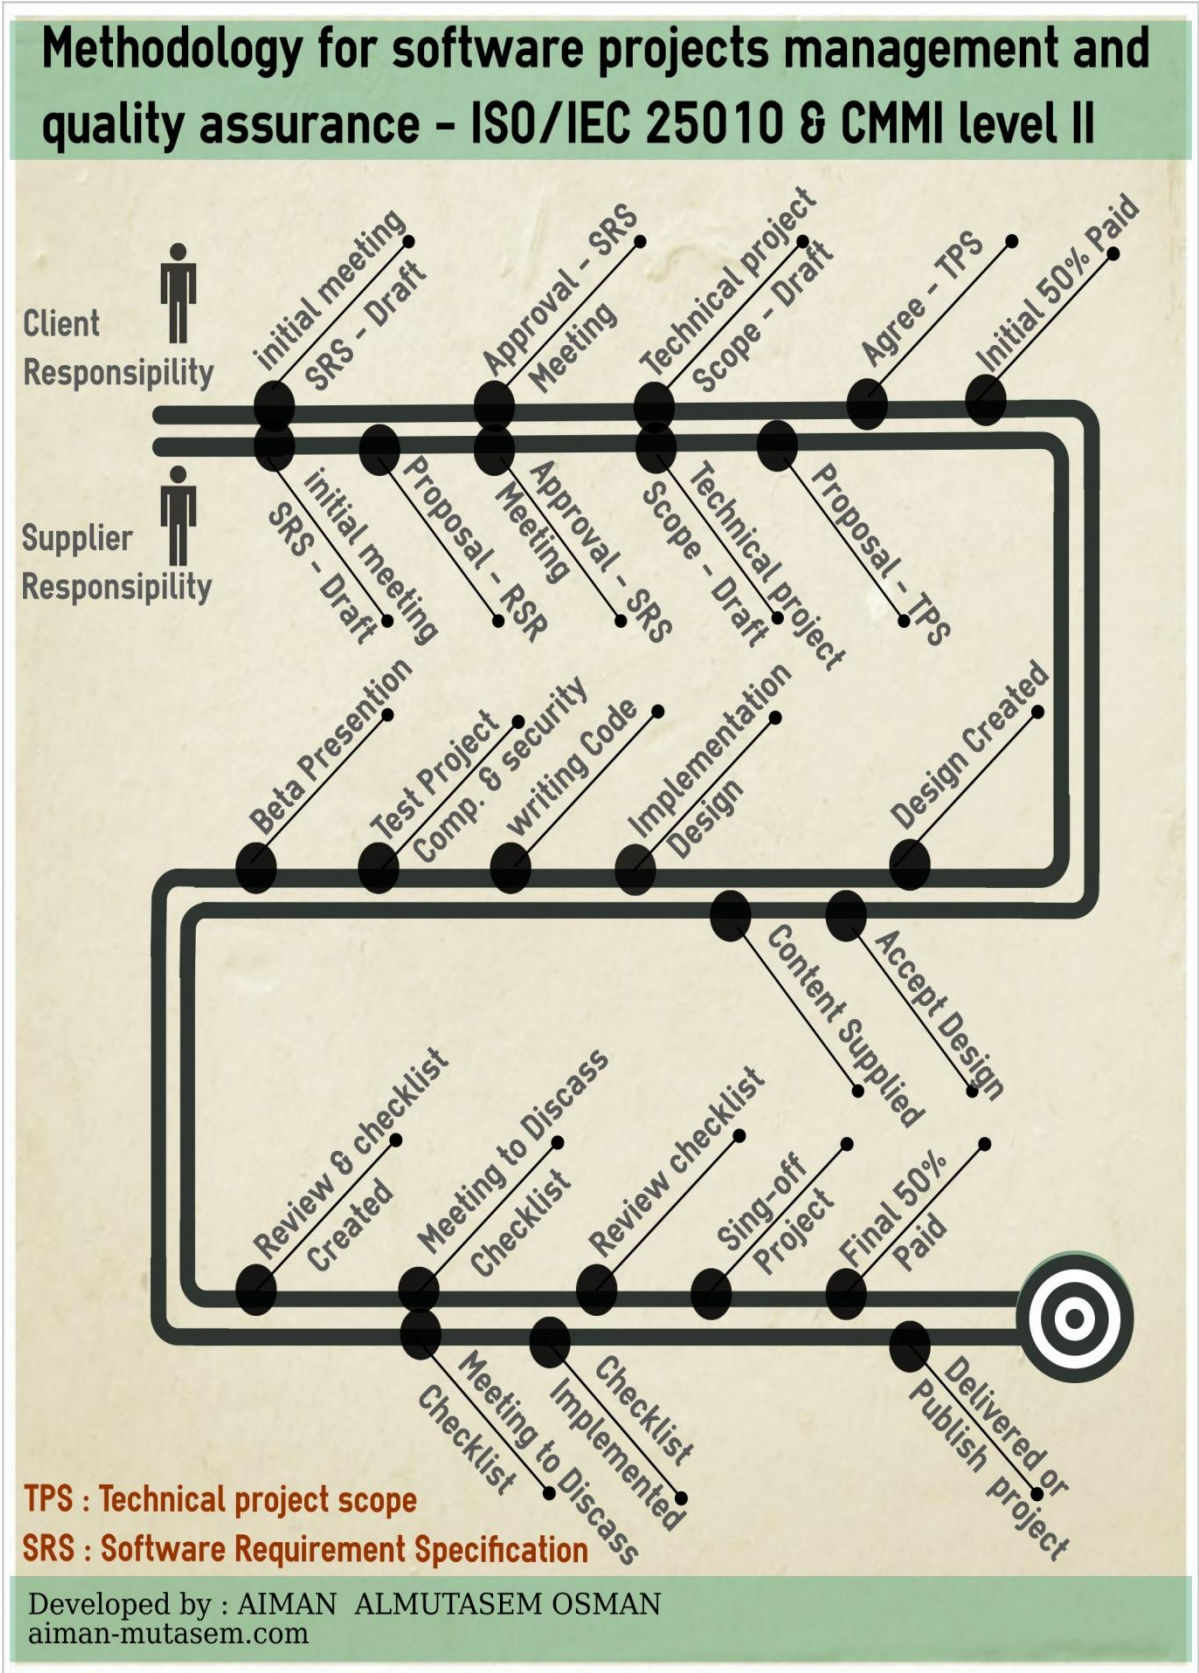 Methodology for software projects management and
quality assurance - ISO/IEC 25010 & CMMI level II
Client
Responsipility
initial meeting
SRS - Draft
Approval - SRS
Meeting
Technical project
Scope - Draft
Agree - TPS
Initial 50% Paid
Supplier
Responsipility
initial meeting
SRS - Draft
Proposal - RSR
Approval - SRS
Meeting
Technical project
Scope - Draft
Proposal - TPS
Beta Presention
Test Project
Comp. & security
writing Code
Implementation
Design
Design Created
Content Supplied
Accept Design
Review & checklist
Created
Meeting to Discass
Checklist
Review checklist
Sing-off
Project
Final 50%
Paid
Meeting to Discass
Checklist
Checklist
Implemented
Delivered or
Publish project
TPS : Technical project scope
SRS : Software Requirement Specification
Developed by : AIMAN ALMUTASEM OSMAN
aiman-mutasem.com